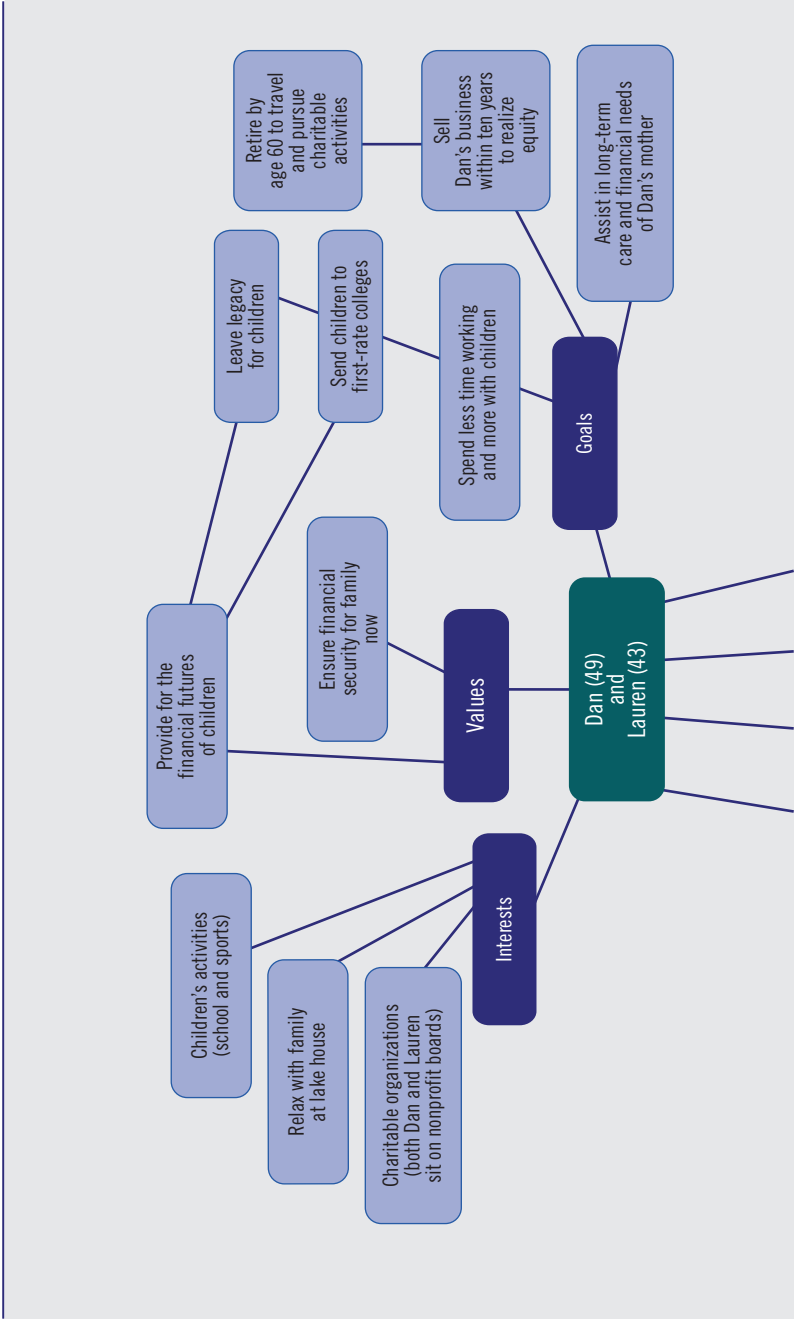 Children's activities
(school and sports)
Relax with family
at lake house
Charitable organizations
(both Dan and Lauren
sit on nonprofit boards)
Interests
Provide for the
financial futures
of children
Ensure financial
security for family
now
Values
Dan (49)
and
Lauren (43)
Leave legacy
for children
Send children to
first-rate colleges
Spend less time working
and more with children
Goals
Retire by
age 60 to travel
and pursue
charitable
activities
Sell
Dan's business
within ten years
to realize
equity
Assist in long-term
care and financial needs
of Dan's mother